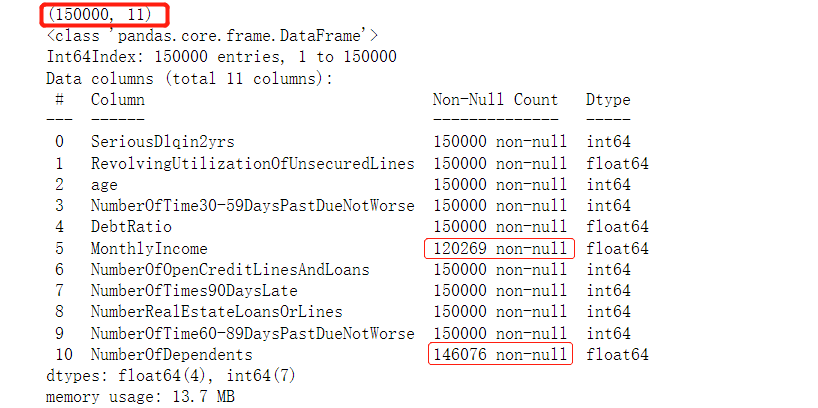 (150000, 11)
<class 'pandas.core.frame.DataFrame'>
Int64Index: 150000 entries, 1 to 150000
Data columns (total 11 columns):
 #   Column                                Non-Null Count   Dtype
---  ------                                --------------   -----
 0   SeriousDlqin2yrs                      150000 non-null  int64
 1   RevolvingUtilizationOfUnsecuredLines  150000 non-null  float64
 2   age                                   150000 non-null  int64
 3   NumberOfTime30-59DaysPastDueNotWorse  150000 non-null  int64
 4   DebtRatio                             150000 non-null  float64
 5   MonthlyIncome                         120269 non-null  float64
 6   NumberOfOpenCreditLinesAndLoans       150000 non-null  int64
 7   NumberOfTimes90DaysLate               150000 non-null  int64
 8   NumberRealEstateLoansOrLines          150000 non-null  int64
 9   NumberOfTime60-89DaysPastDueNotWorse  150000 non-null  int64
 10  NumberOfDependents                    146076 non-null  float64
dtypes: float64(4), int64(7)
memory usage: 13.7 MB